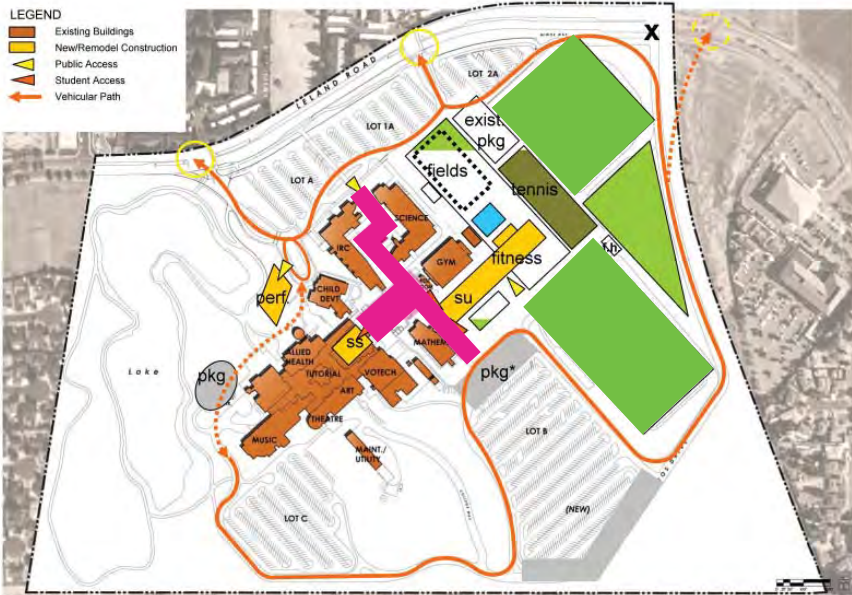 LEGEND
Existing Buildings
New/Remodel Construction
Public Access
Student Access
Vehicular Path
X
LELAND ROAD
LOT 2A
exist.
pkg
LOT 1A
fields
tennis
LOT A
SCIENCE
IRC
GYM
fitness
f.h.
CHILD
DEV'T
perf.
su
ss
MATHEM
ALLIED
HEALTH
TUTORIAL
VOTECH
ART
Lake
pkg
pkg*
THEATRE
MUSIC
MAINT./
UTILITY
LOT B
LOT C
(NEW)